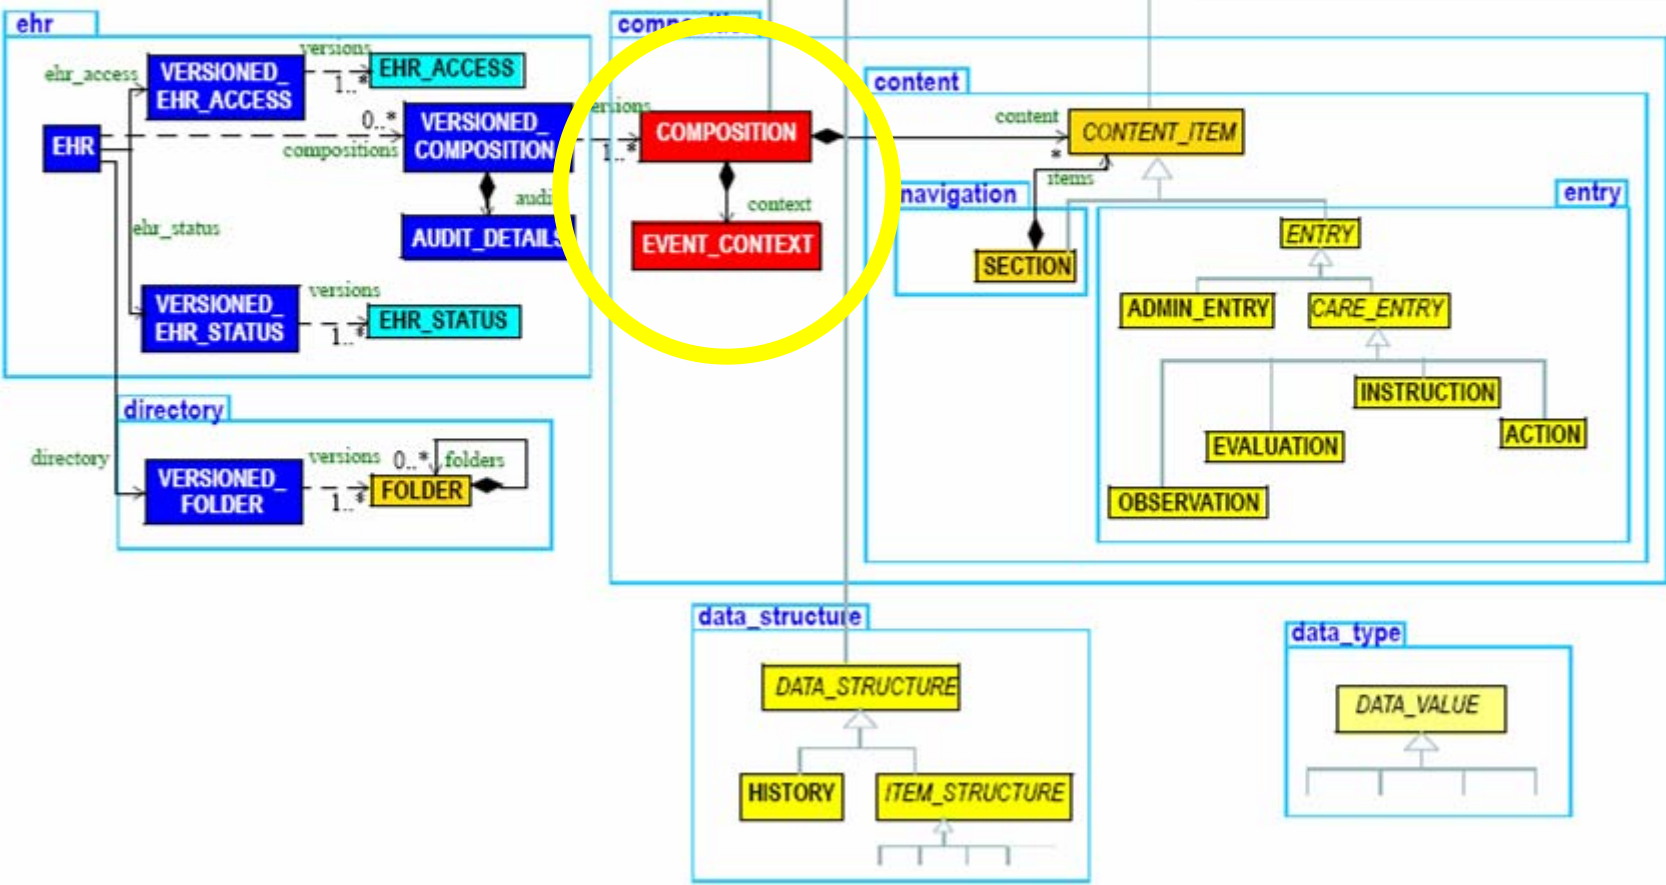 ehr
versions
ehr_access
VERSIONED_
EHR_ACCESS
1..*
EHR_ACCESS
EHR
0..*
compositions
VERSIONED_
COMPOSITION
1..*
AUDIT_DETAILS
ehr_status
VERSIONED_
EHR_STATUS
versions
1..*
EHR_STATUS
directory
directory
VERSIONED_
FOLDER
versions
1..*
0..*
folders
FOLDER
COMPOSITION
context
EVENT_CONTEXT
content
content
*
CONTENT_ITEM
items
navigation
SECTION
entry
ENTRY
ADMIN_ENTRY
CARE_ENTRY
INSTRUCTION
ACTION
EVALUATION
OBSERVATION
data_structure
DATA_STRUCTURE
HISTORY
ITEM_STRUCTURE
data_type
DATA_VALUE